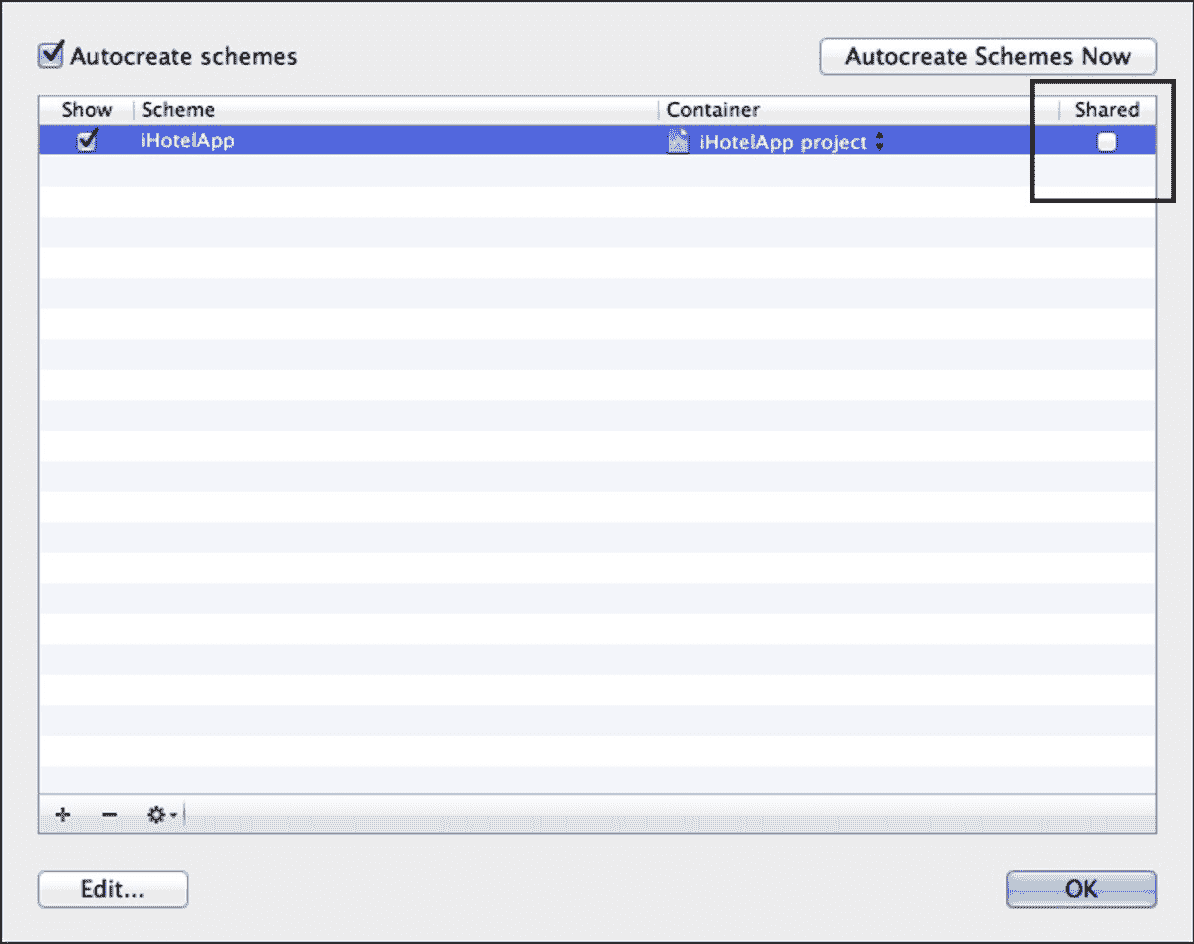 Autocreate schemes
Autocreate Schemes Now
Show Scheme Container Shared
iHotelApp iHotelApp project
Edit...
OK